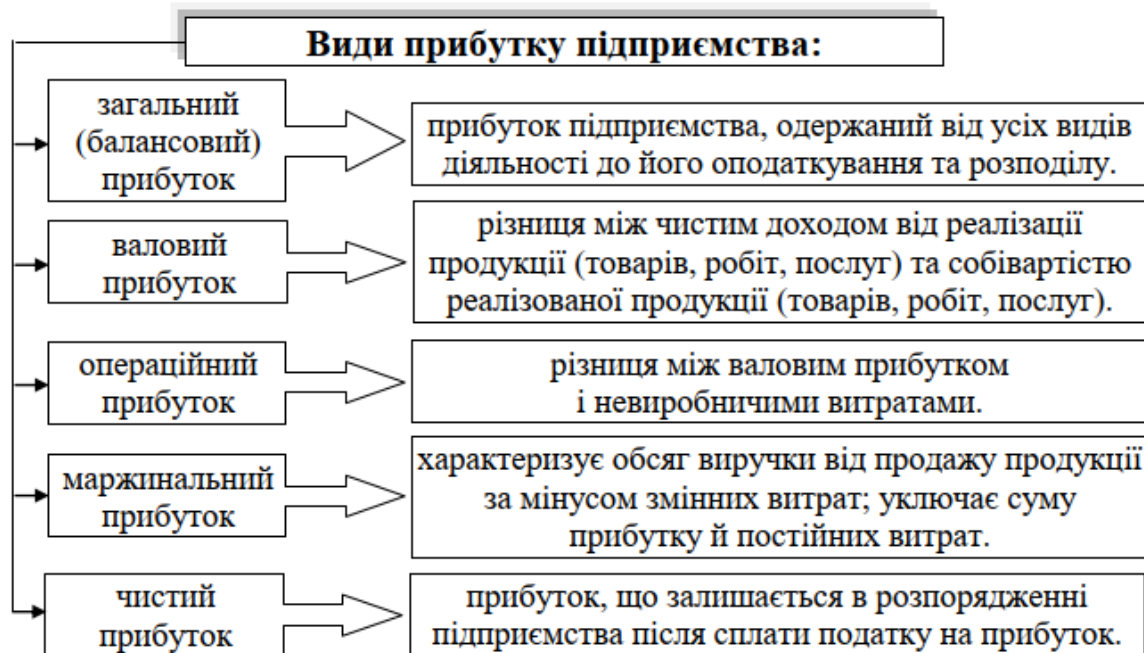 Види прибутку підприємства:
загальний
(балансовий)
прибуток
прибуток підприємства, одержаний від усіх видів
діяльності до його оподаткування та розподілу.
валовий
прибуток
різниця між чистим доходом від реалізації
продукції (товарів, робіт, послуг) та собівартістю
реалізованої продукції (товарів, робіт, послуг).
операційний
прибуток
різниця між валовим прибутком
і невиробничими витратами.
маржинальний
прибуток
характеризує обсяг виручки від продажу продукції
за мінусом змінних витрат; уключає суму
прибутку й постійних витрат.
чистий
прибуток
прибуток, що залишається в розпорядженні
підприємства після сплати податку на прибуток.